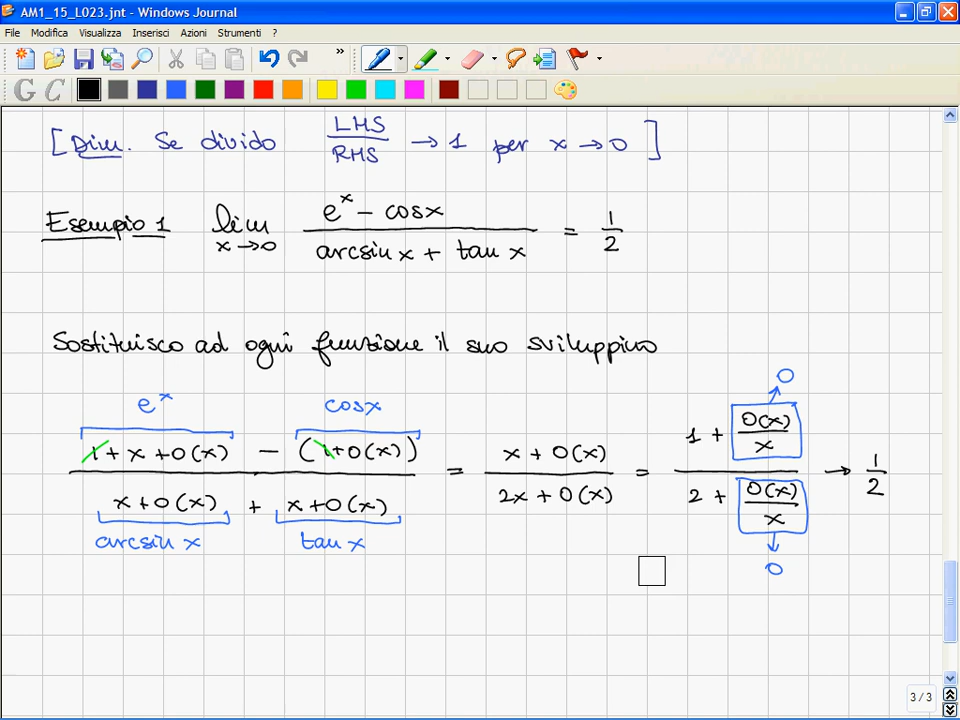 AM1_15_L023.jnt - Windows Journal
File Modifica Visualizza Inserisci Azioni Strumenti ?
[Dim. Se divido LHS/RHS → 1 per x → 0]
Esempio 1 lim x→0 (e^x - cos x)/(arcsin x + tan x) = 1/2
Sostituisco ad ogni funzione il suo sviluppino
e^x cos x
(1 + x + o(x) - (1 + o(x)))/(x + o(x) + x + o(x)) = (x + o(x))/(2x + o(x)) = (1 + o(x)/x)/(2 + o(x)/x) → 1/2
arcsin x tan x
0
0
3 / 3